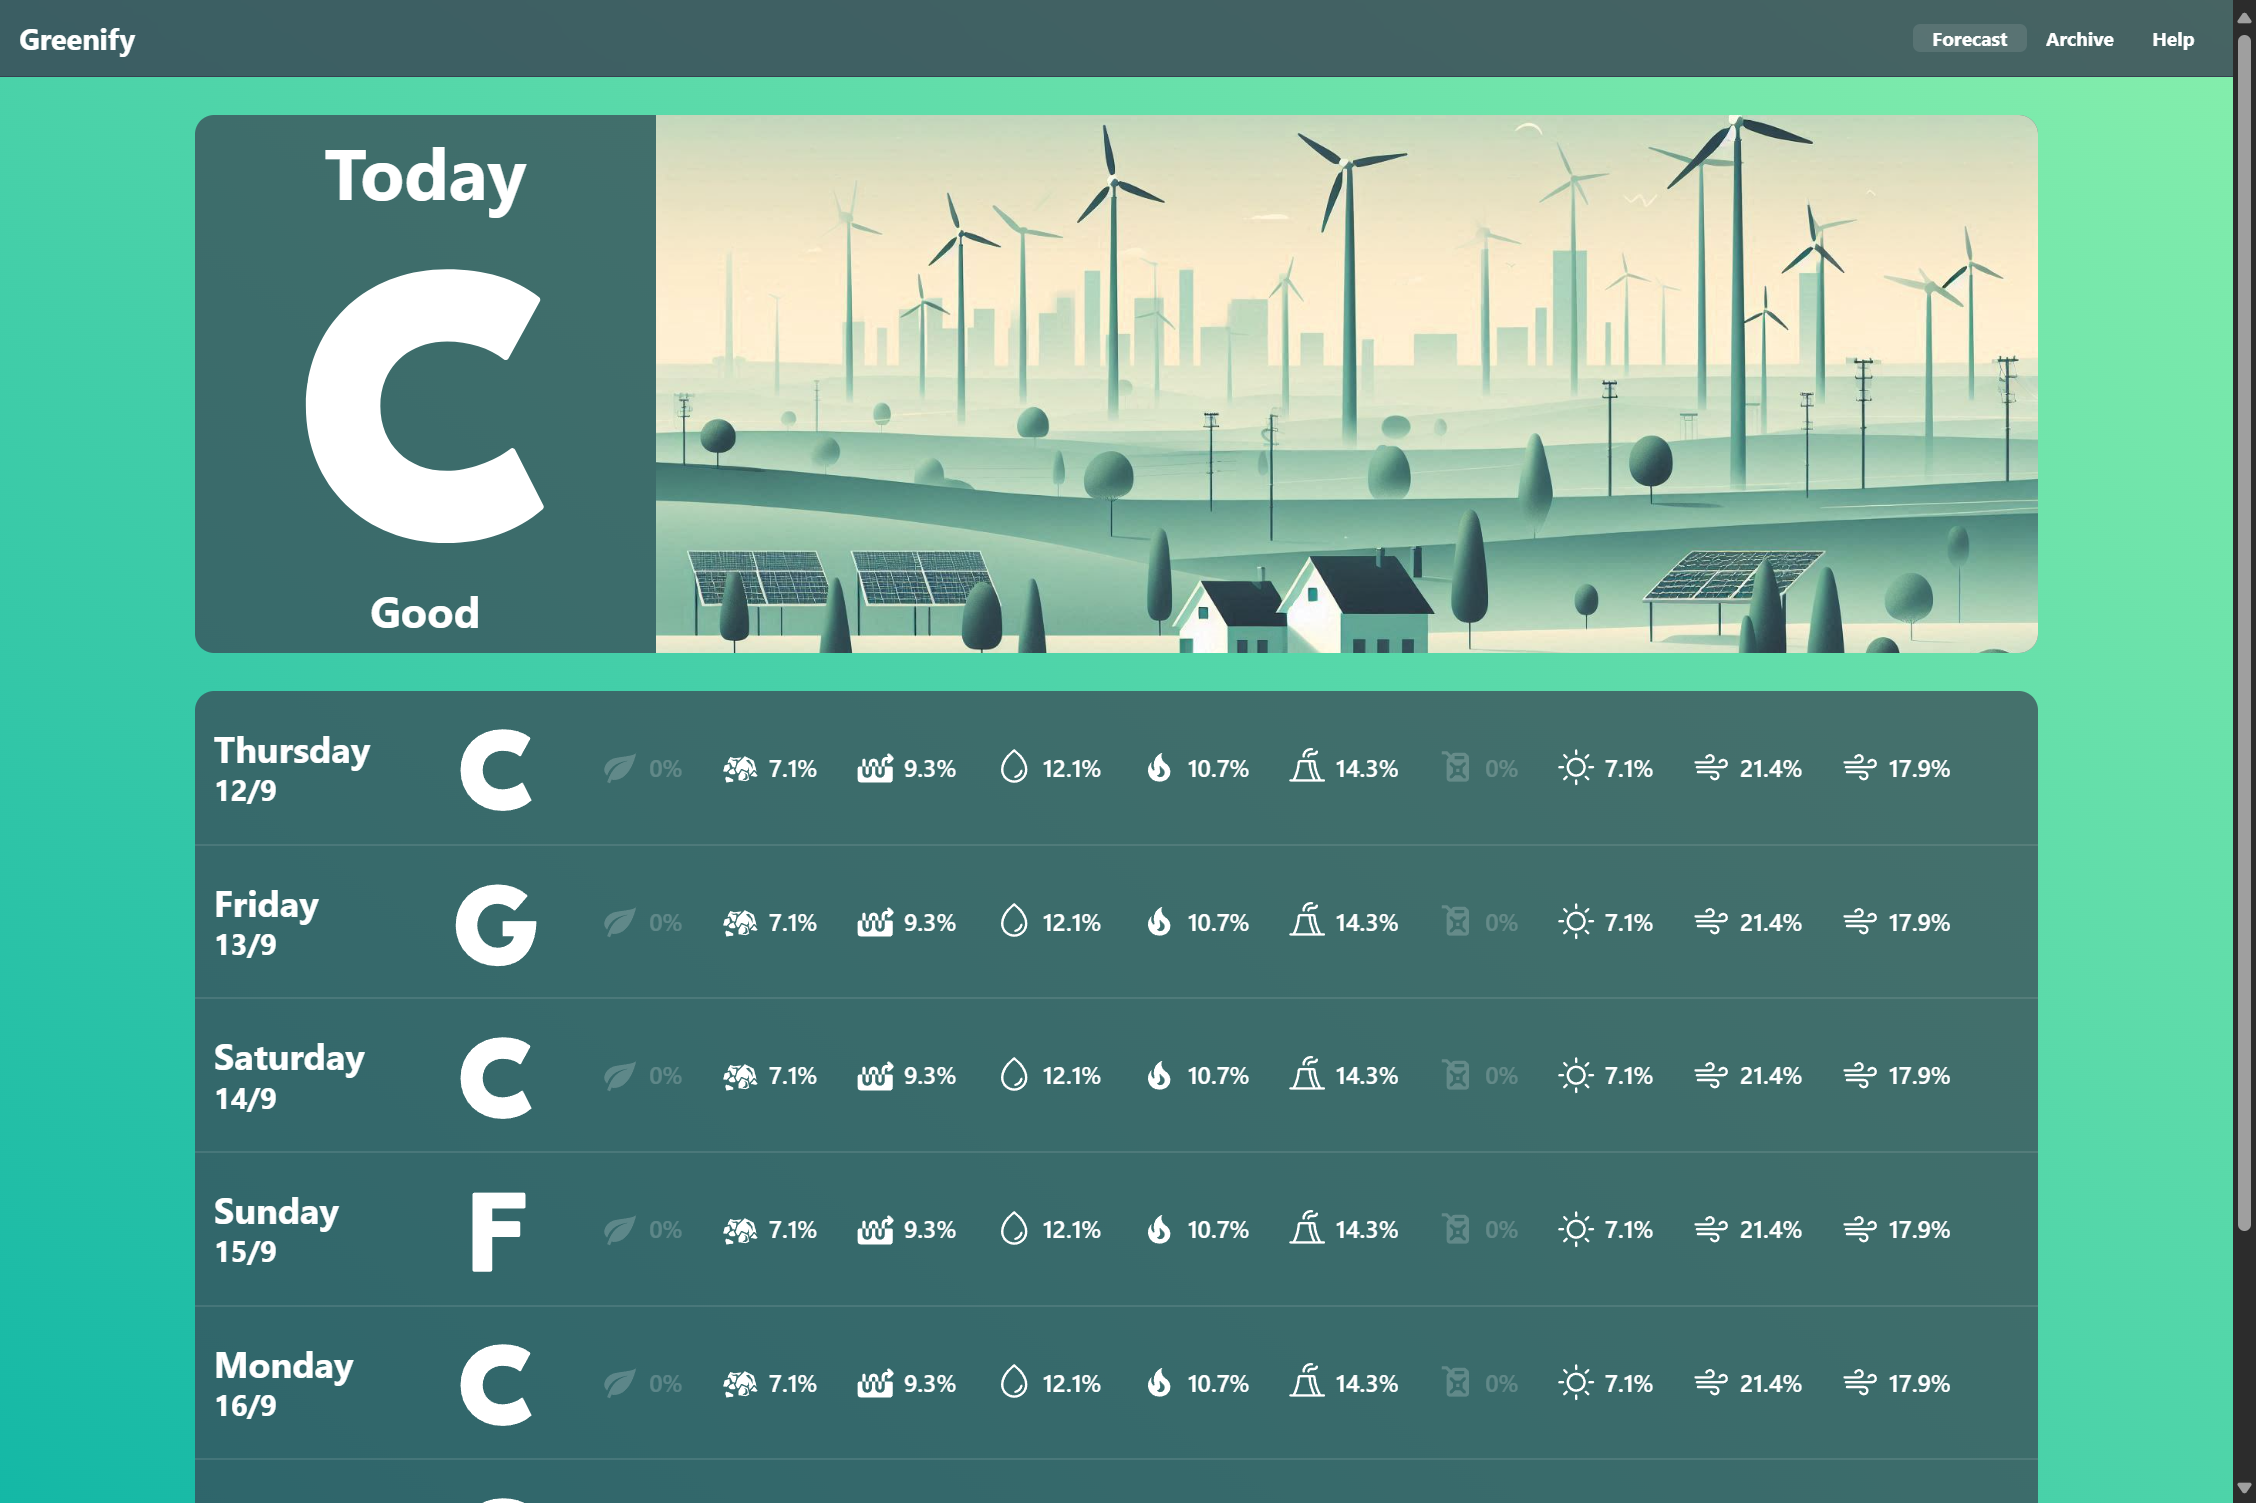 Greenify
Forecast Archive Help
Today
C
Good
Thursday
12/9
C
0% 7.1% 9.3% 12.1% 10.7% 14.3% 0% 7.1% 21.4% 17.9%
Friday
13/9
G
0% 7.1% 9.3% 12.1% 10.7% 14.3% 0% 7.1% 21.4% 17.9%
Saturday
14/9
C
0% 7.1% 9.3% 12.1% 10.7% 14.3% 0% 7.1% 21.4% 17.9%
Sunday
15/9
F
0% 7.1% 9.3% 12.1% 10.7% 14.3% 0% 7.1% 21.4% 17.9%
Monday
16/9
C
0% 7.1% 9.3% 12.1% 10.7% 14.3% 0% 7.1% 21.4% 17.9%